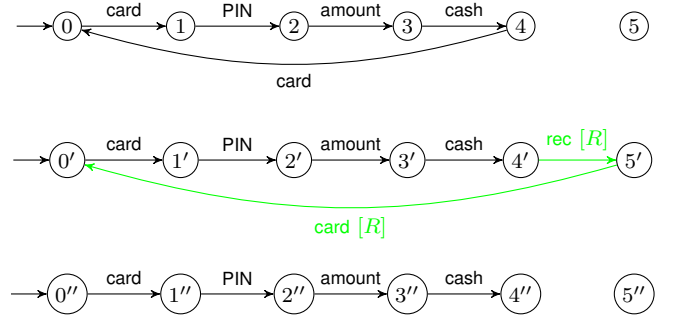 card PIN amount cash
0 1 2 3 4 5
card
card PIN amount cash rec [R]
0′ 1′ 2′ 3′ 4′ 5′
card [R]
card PIN amount cash
0′′ 1′′ 2′′ 3′′ 4′′ 5′′